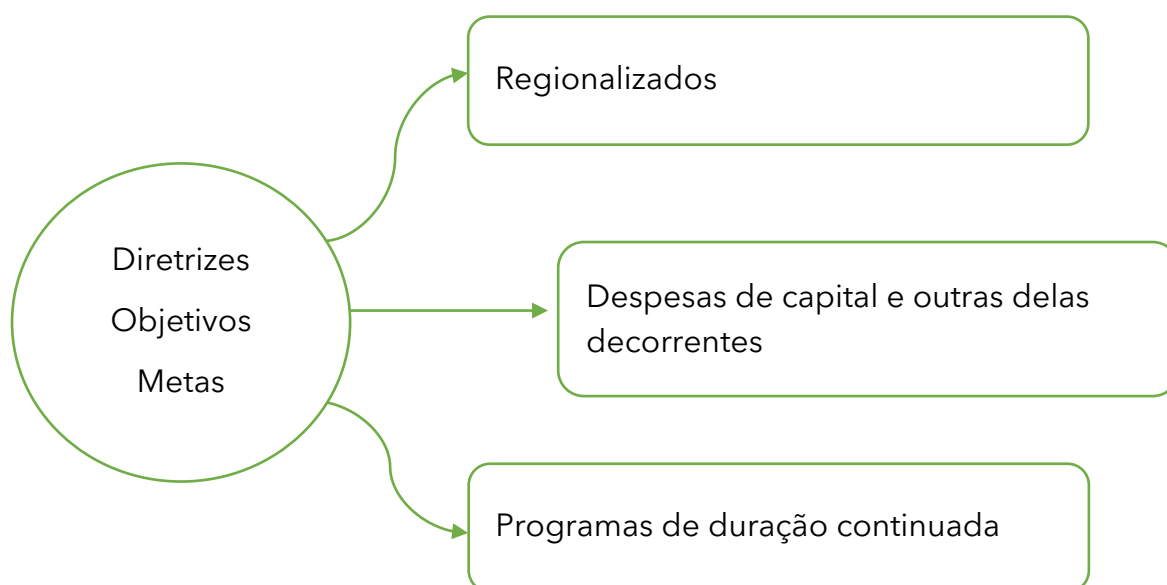 Diretrizes
Objetivos
Metas
Regionalizados
Despesas de capital e outras delas
decorrentes
Programas de duração continuada